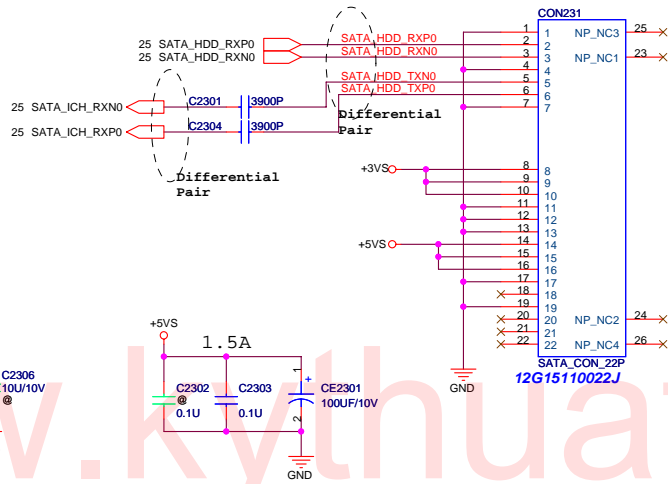 CON231
25 SATA_HDD_RXP0
25 SATA_HDD_RXN0
SATA_HDD_RXP0
SATA_HDD_RXN0
SATA_HDD_TXN0
SATA_HDD_TXP0
25 SATA_ICH_RXN0
C2301
3900P
25 SATA_ICH_RXP0
C2304
3900P
Differential
Pair
Differential
Pair
1 1 NP_NC3 25
2 2
3 3 NP_NC1 23
4 4
5 5
6 6
7 7
+3VS
8 8
9 9
10 10
11 11
12 12
13 13
+5VS
14 14
15 15
16 16
17 17
18 18
19 19
20 20 NP_NC2 24
21 21
22 22 NP_NC4 26
SATA_CON_22P
12G15110022J
GND
+5VS
1.5A
C2306
10U/10V
@
C2302
@
0.1U
C2303
0.1U
1
+
CE2301
100UF/10V
2
GND
w.kythuat